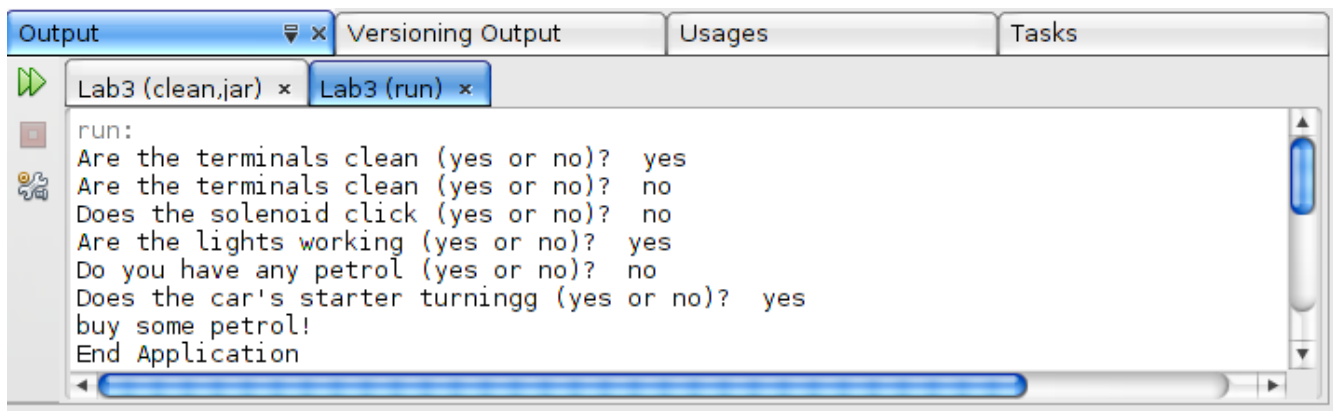 Output Versioning Output Usages Tasks
Lab3 (clean,jar) Lab3 (run)
run:
Are the terminals clean (yes or no)?  yes
Are the terminals clean (yes or no)?  no
Does the solenoid click (yes or no)?  no
Are the lights working (yes or no)?  yes
Do you have any petrol (yes or no)?  no
Does the car's starter turningg (yes or no)?  yes
buy some petrol!
End Application